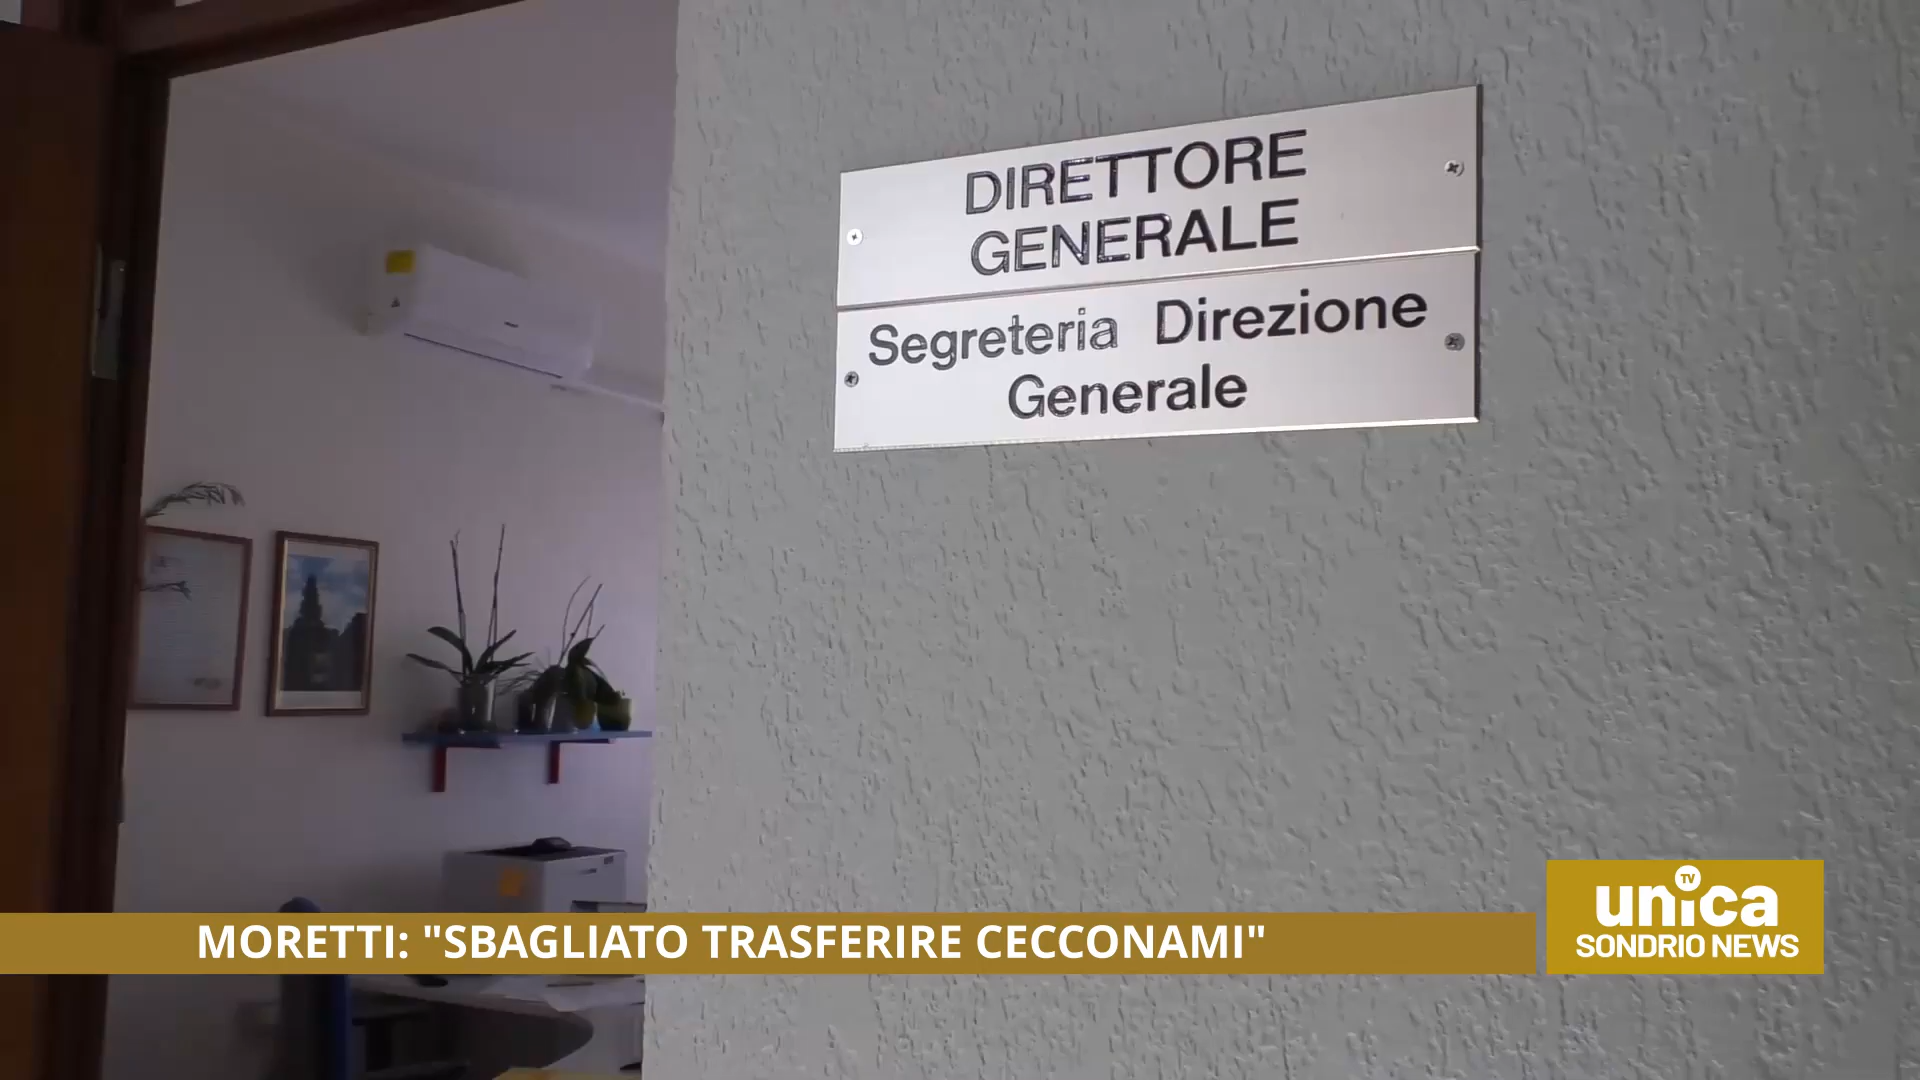 DIRETTORE
GENERALE
Segreteria Direzione
Generale
MORETTI: "SBAGLIATO TRASFERIRE CECCONAMI"
TV
unica
SONDRIO NEWS